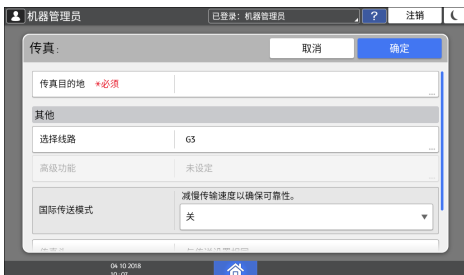 机器管理员
已登录：机器管理员
?
注销
传真：
取消
确定
传真目的地 *必须
其他
选择线路 G3
高级功能 未设定
国际传送模式
减慢传输速度以确保可靠性。
关
04 10 2018
10:07